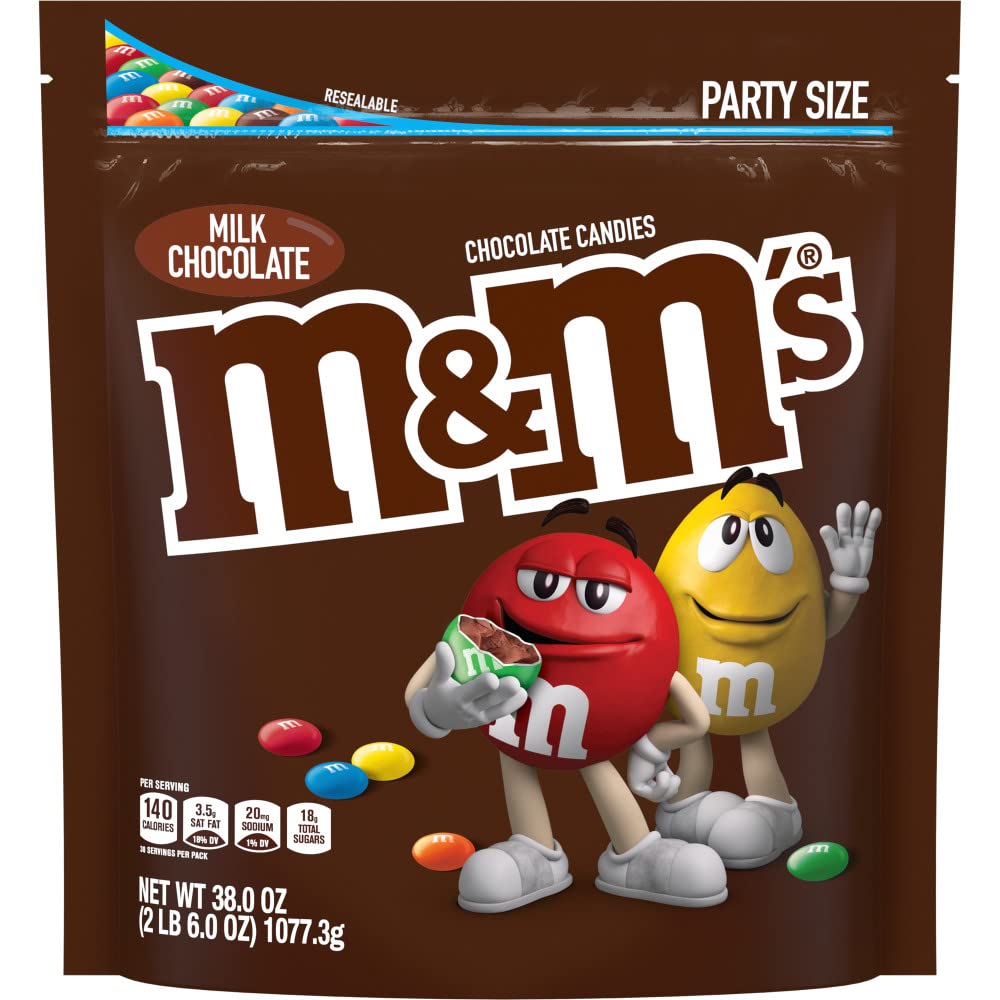 RESEALABLE
PARTY SIZE
MILK
CHOCOLATE
CHOCOLATE CANDIES
m&m's®
m
m
m
m
m
m
m
PER SERVING
140
CALORIES
3.5g
SAT FAT
18% DV
20mg
SODIUM
1% DV
18g
TOTAL
SUGARS
38 SERVINGS PER PACK
m
m
NET WT 38.0 OZ
(2 LB 6.0 OZ) 1077.3g